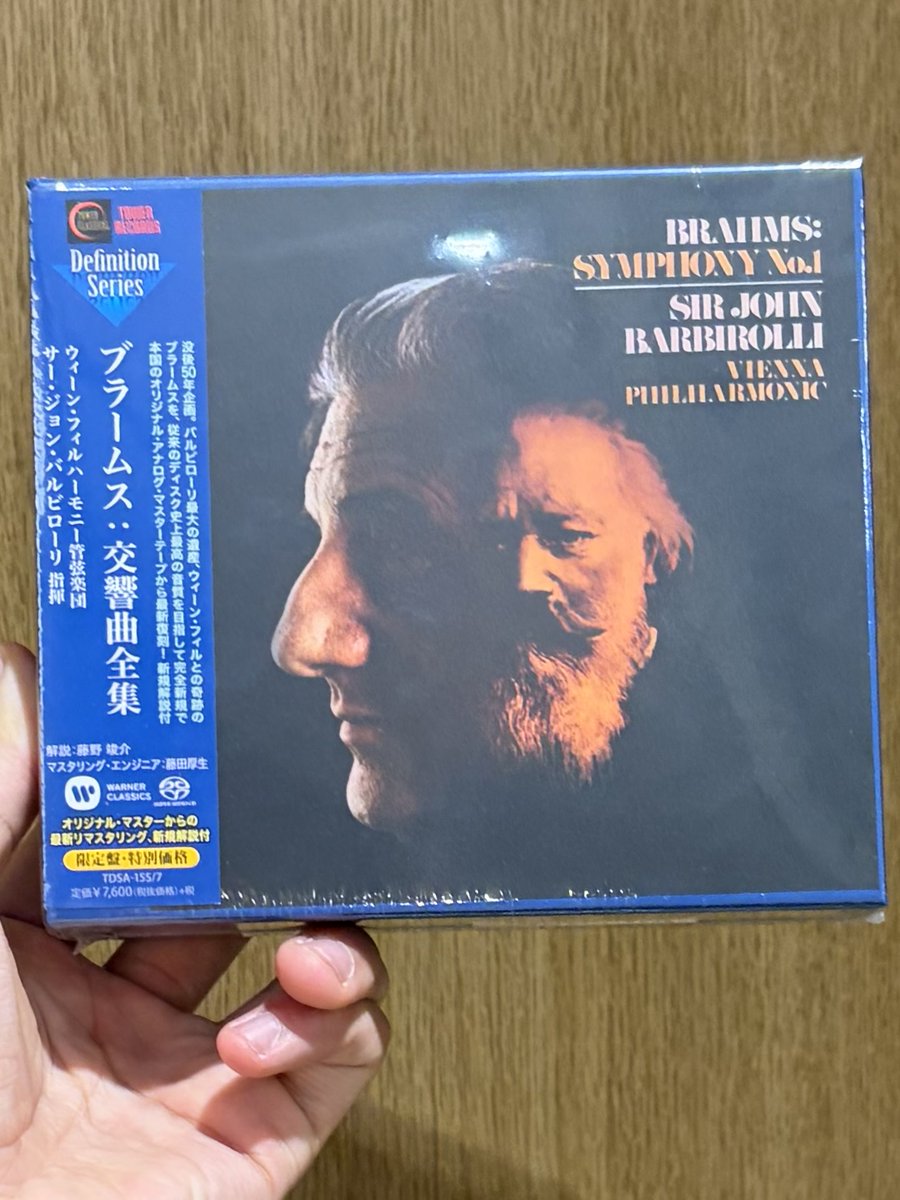 TOWER CLASSICAL
TOWER RECORDS
Definition
Series
ブラームス：交響曲全集
ウィーン・フィルハーモニー管弦楽団
サー・ジョン・バルビローリ 指揮
没後50年企画。バルビローリ最大の遺産、ウィーン・フィルとの奇跡の
ブラームスを、従来のディスク史上最高の音質を目指して完全新規で
本国のオリジナル・アナログ・マスターテープから最新復刻！ 新規解説付
解説：藤野 竣介
マスタリング・エンジニア：藤田厚生
WARNER
CLASSICS
SUPER AUDIO CD
オリジナル・マスターからの
最新リマスタリング、新規解説付
限定盤・特別価格
TDSA-155/7
定価￥7,600(税抜価格)+税
BRAHMS:
SYMPHONY No.1
SIR JOHN
BARBIROLLI
VIENNA
PHILHARMONIC